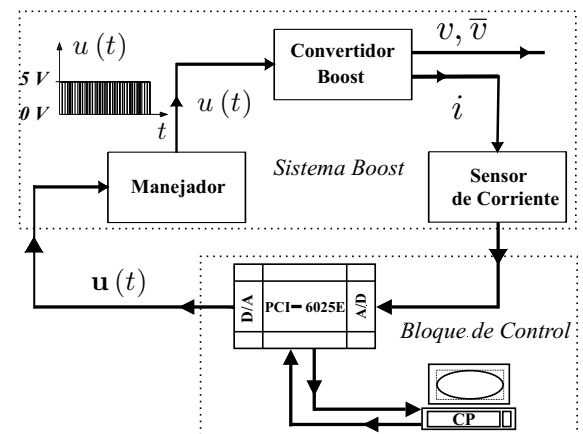 u (t)
5 V
0 V
t
u (t)
Convertidor
Boost
v, v̅
i
Manejador
Sistema Boost
Sensor
de Corriente
u (t)
D/A
PCI- 6025E
A/D
Bloque de Control
CP